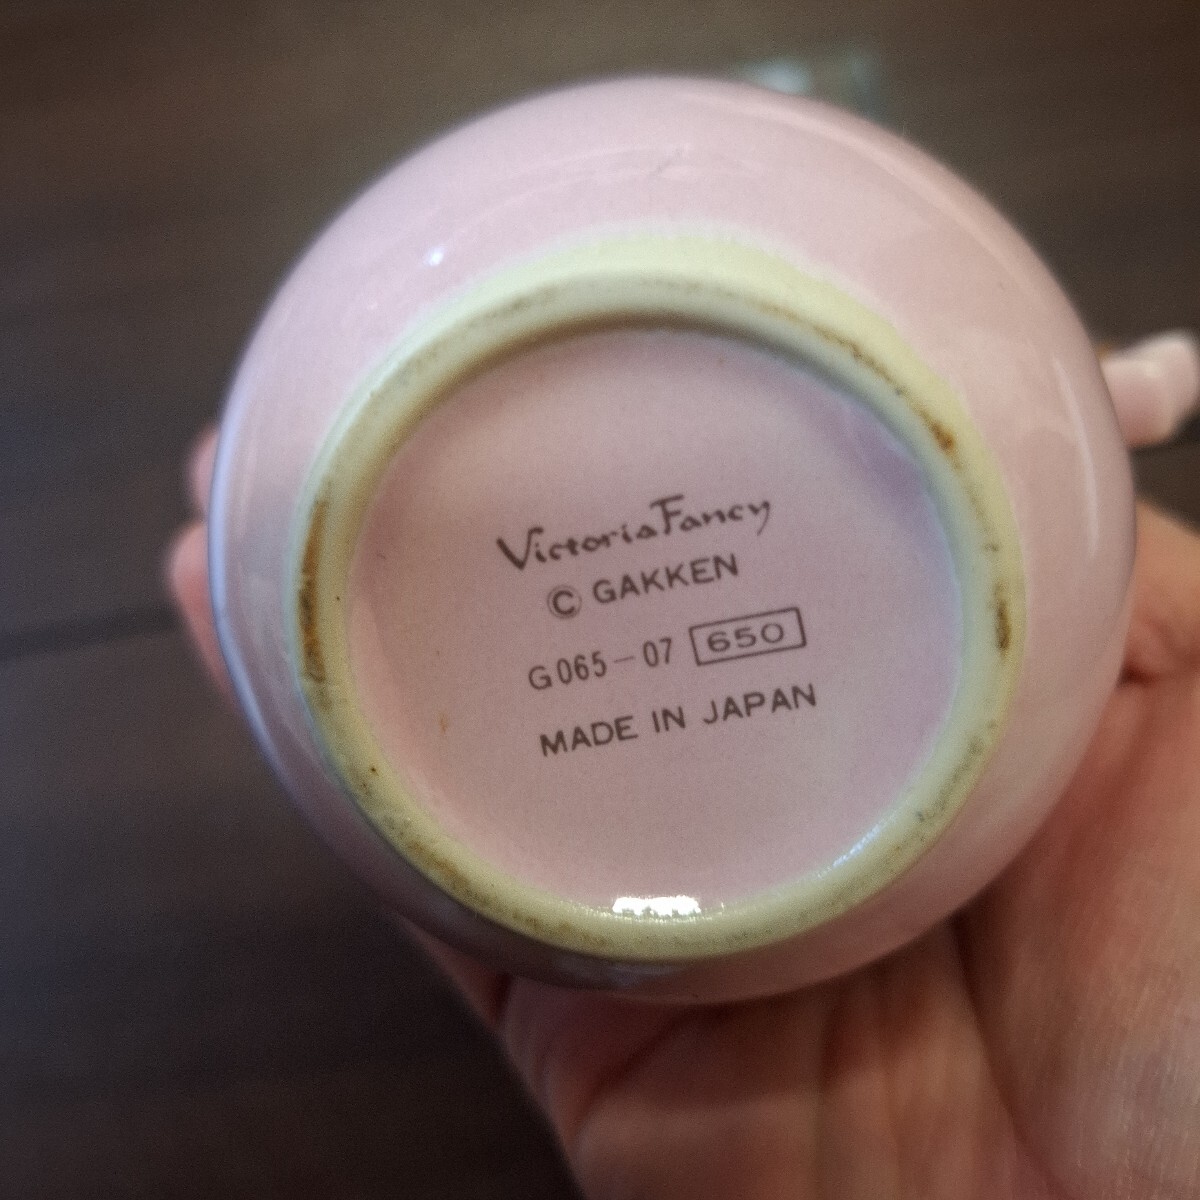 Victoria Fancy
© GAKKEN
G065-07 650
MADE IN JAPAN